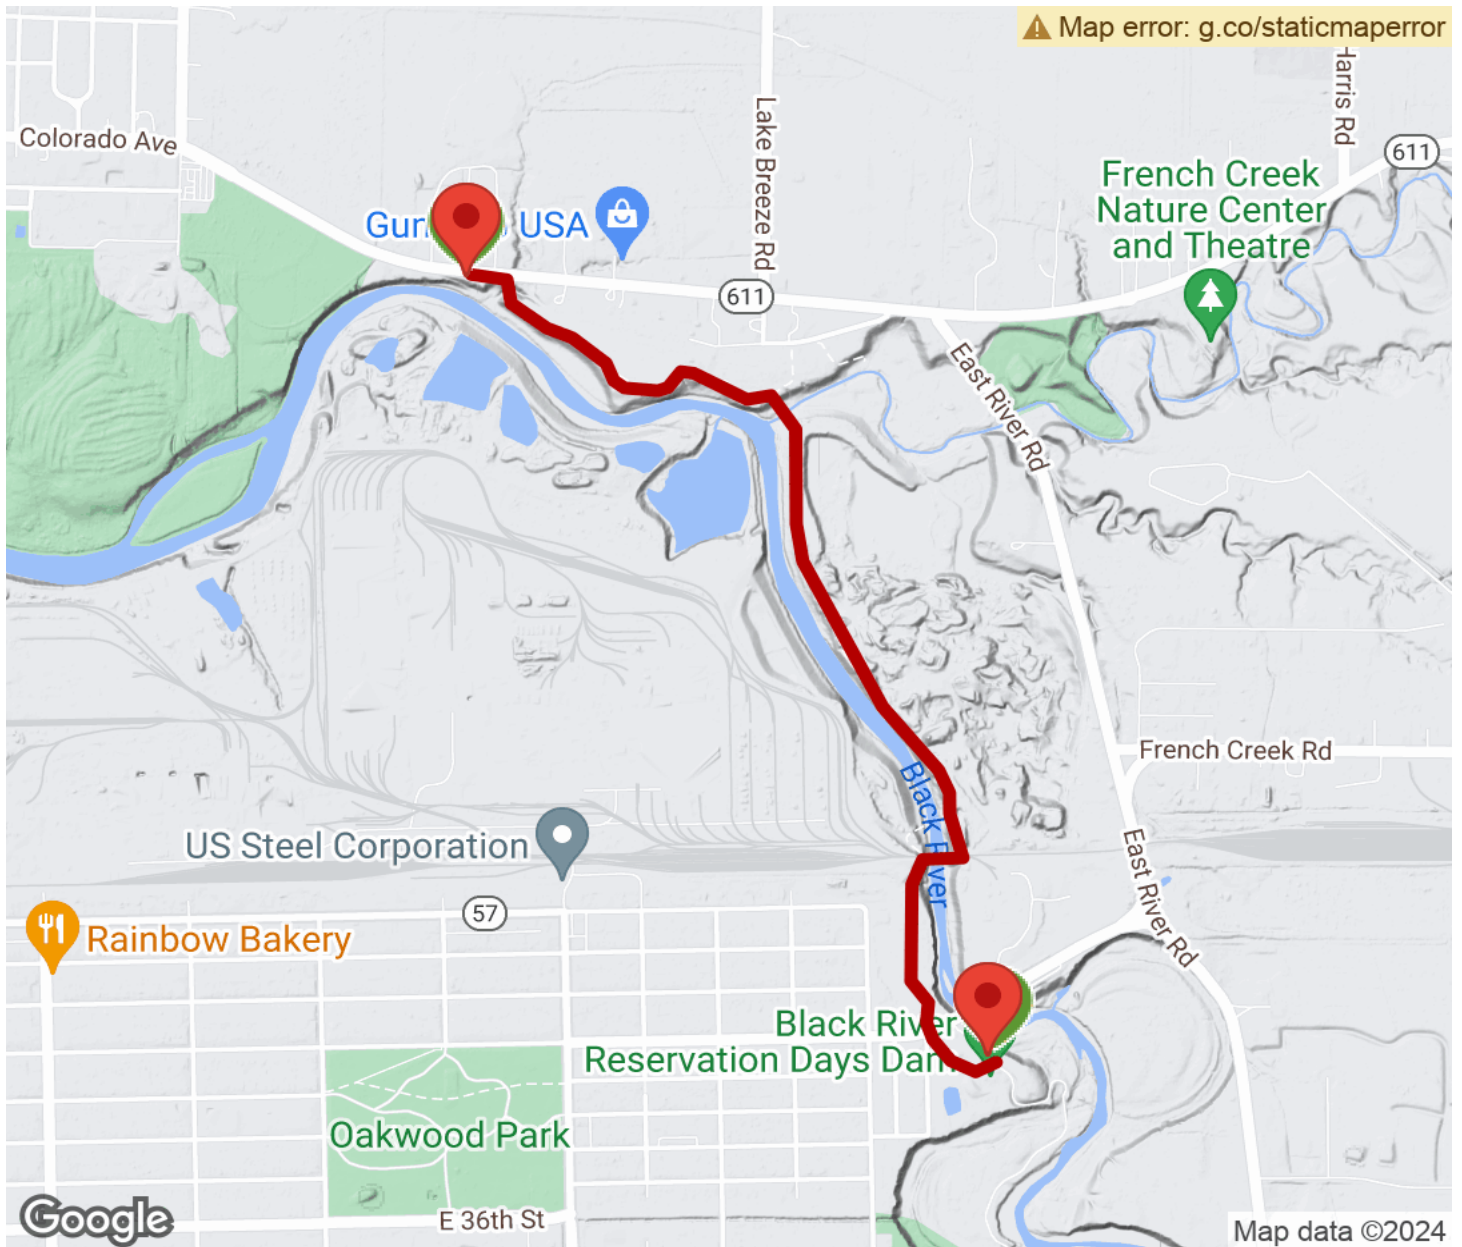 Map error: g.co/staticmaperror
Harris Rd
Colorado Ave
Lake Breeze Rd
611
French Creek
Nature Center
and Theatre
USA
611
East River Rd
French Creek Rd
Black River
US Steel Corporation
East River Rd
57
Rainbow Bakery
Black River
Reservation Days Dam
Oakwood Park
E 36th St
Google
Map data ©2024